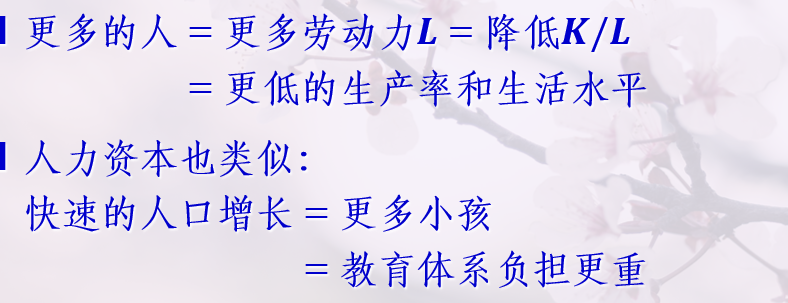 更多的人 = 更多劳动力L = 降低K/L
= 更低的生产率和生活水平
人力资本也类似：
快速的人口增长 = 更多小孩
= 教育体系负担更重